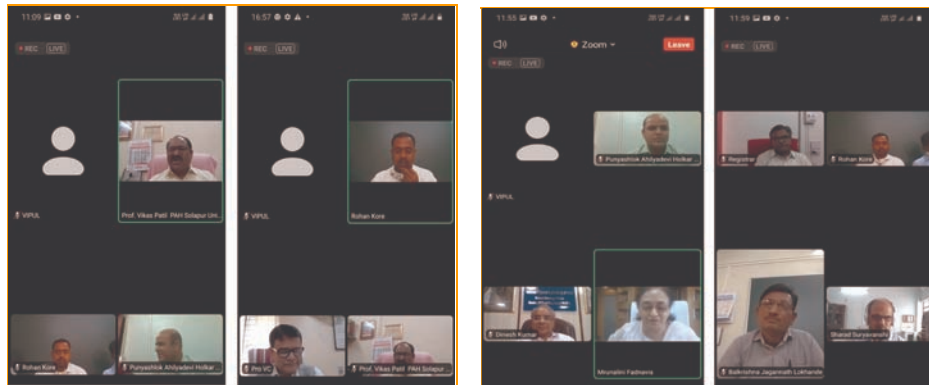 11:09
REC LIVE
VIPUL
Prof. Vikas Patil PAH Solapur Uni...
Rohan Kore
Punyashlok Ahilyadevi Holkar ...
16:57
REC LIVE
VIPUL
Rohan Kore
Pro VC
Prof. Vikas Patil PAH Solapur ...
11:55
Zoom
Leave
REC LIVE
Punyashlok Ahilyadevi Holkar ...
VIPUL
Dinesh Kumar
Mrunalini Fadnavis
11:59
REC LIVE
Registrar
Rohan Kore
Balkrishna Jagannath Lokhande
Sharad Suryavanshi